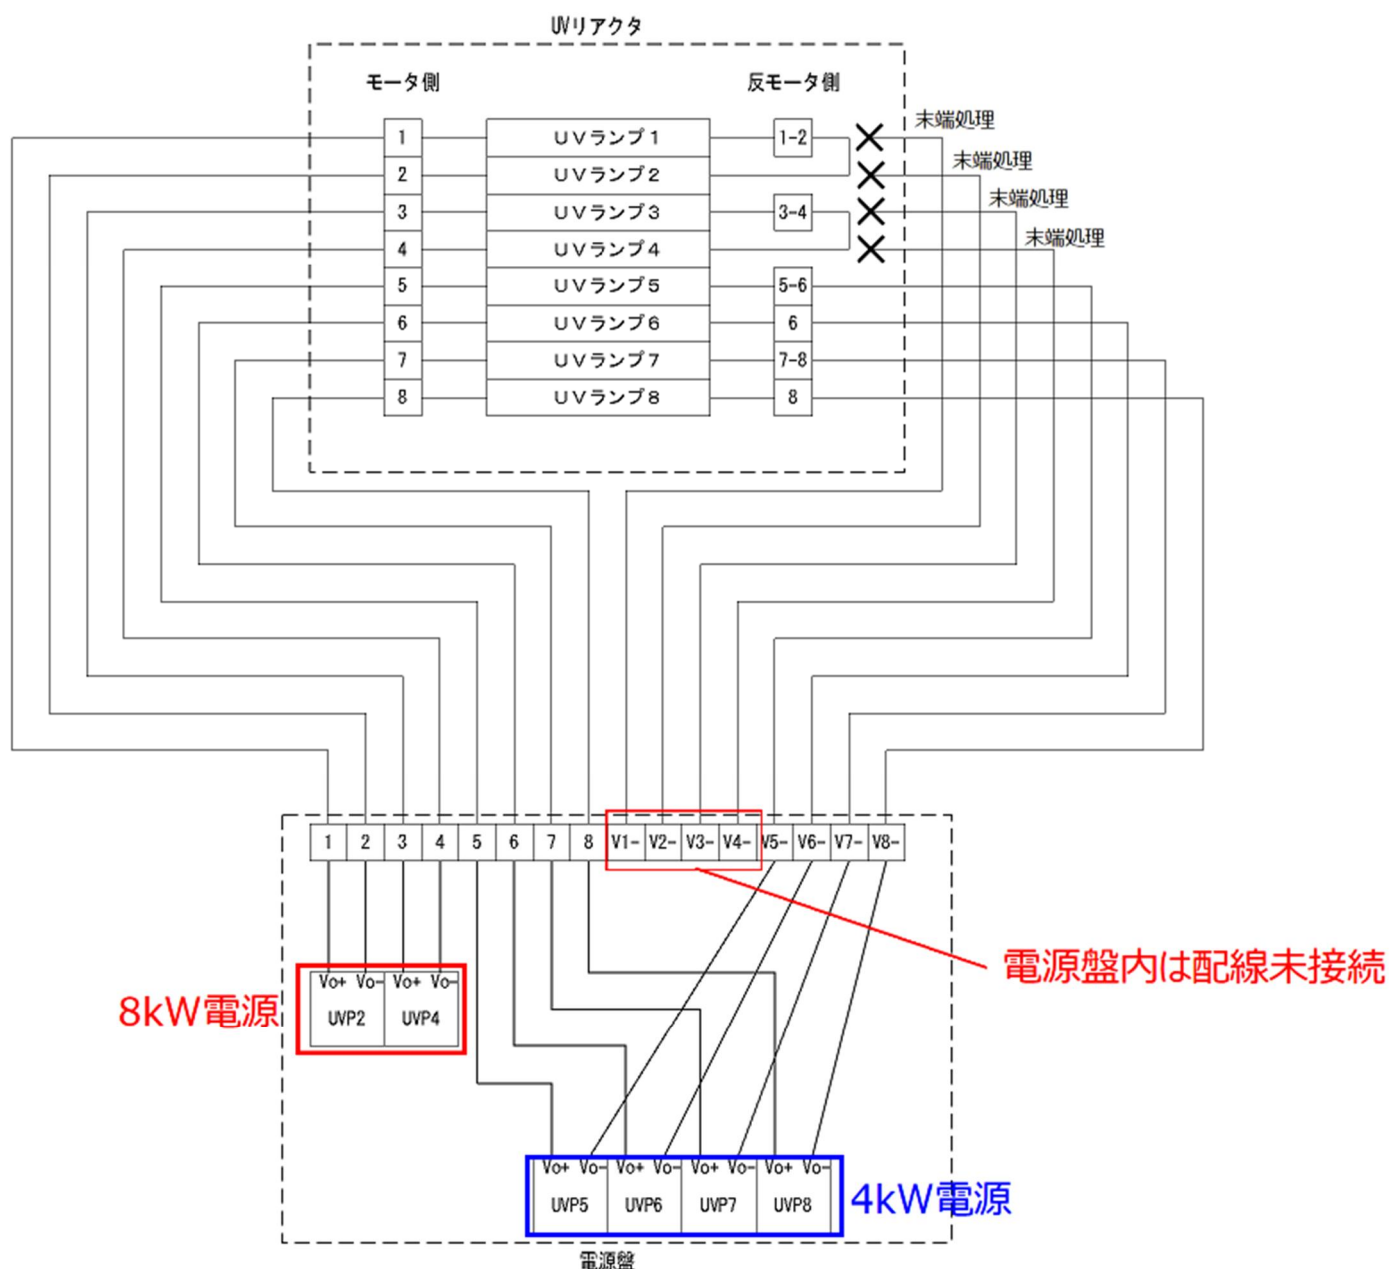 UVリアクタ
モータ側
反モータ側
1 UVランプ1 1-2 末端処理
2 UVランプ2 末端処理
3 UVランプ3 3-4 末端処理
4 UVランプ4 末端処理
5 UVランプ5 5-6
6 UVランプ6 6
7 UVランプ7 7-8
8 UVランプ8 8
1 2 3 4 5 6 7 8 V1- V2- V3- V4- V5- V6- V7- V8-
電源盤内は配線未接続
Vo+ Vo- Vo+ Vo-
8kW電源
UVP2 UVP4
Vo+ Vo- Vo+ Vo- Vo+ Vo- Vo+ Vo-
UVP5 UVP6 UVP7 UVP8
4kW電源
電源盤